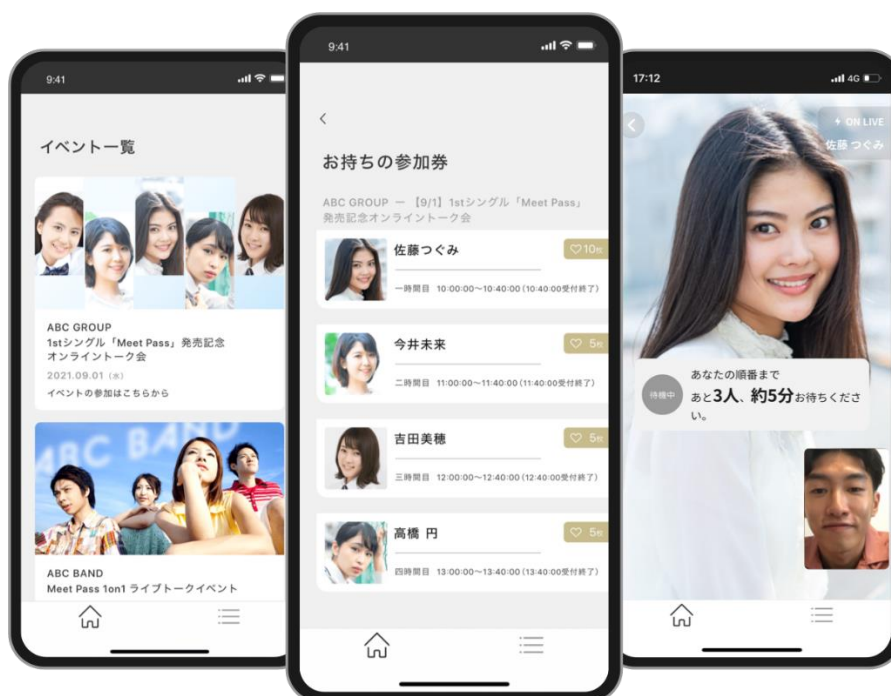 9:41
イベント一覧
ABC GROUP
1stシングル「Meet Pass」発売記念
オンライントーク会
2021.09.01（水）
イベントの参加はこちらから
ABC BAND
ABC BAND
Meet Pass 1on1 ライブトークイベント
9:41
お持ちの参加券
ABC GROUP ー 【9/1】1stシングル「Meet Pass」
発売記念オンライントーク会
佐藤つぐみ
♡10枚
一時間目 10:00:00〜10:40:00(10:40:00受付終了)
今井未来
♡ 5枚
二時間目 11:00:00〜11:40:00(11:40:00受付終了)
吉田美穂
♡ 5枚
三時間目 12:00:00〜12:40:00(12:40:00受付終了)
高橋 円
♡ 5枚
四時間目 13:00:00〜13:40:00(13:40:00受付終了)
17:12
4G
ON LIVE
佐藤 つぐみ
待機中
あなたの順番まで
あと3人、約5分お待ちくださ
い。